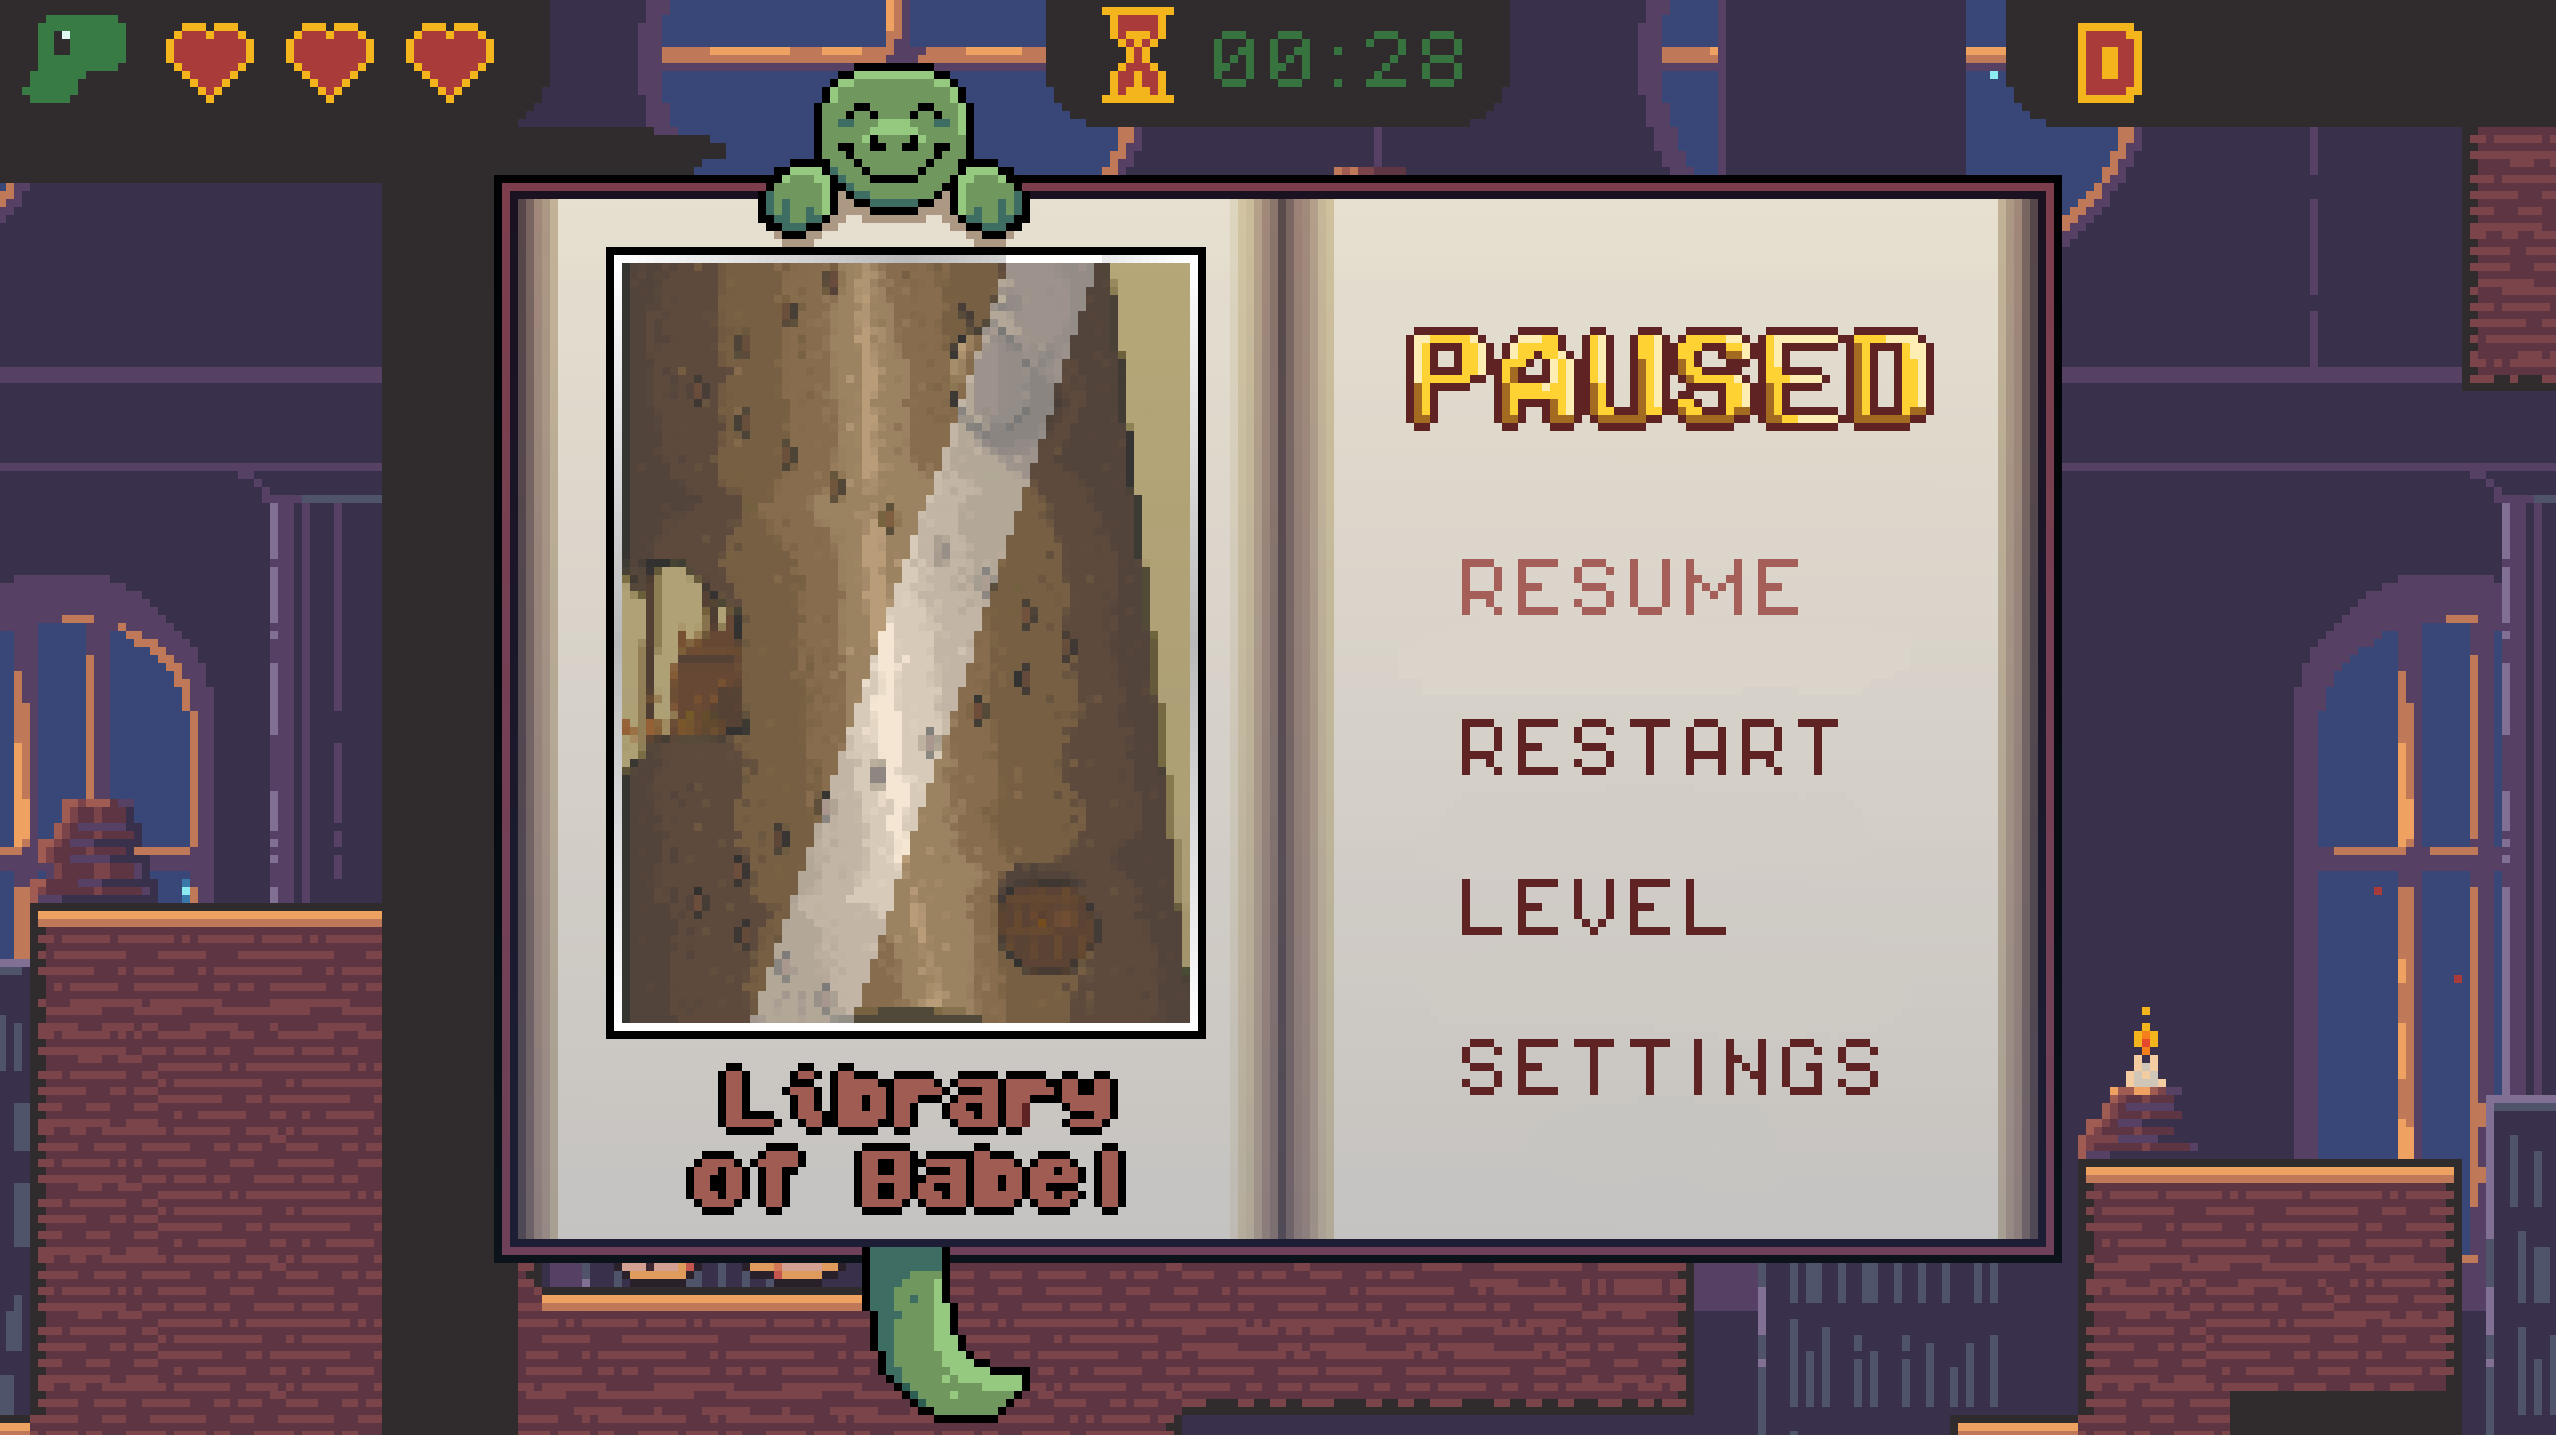 00:28
0
PAUSED
RESUME
RESTART
LEVEL
SETTINGS
Library
of Babel